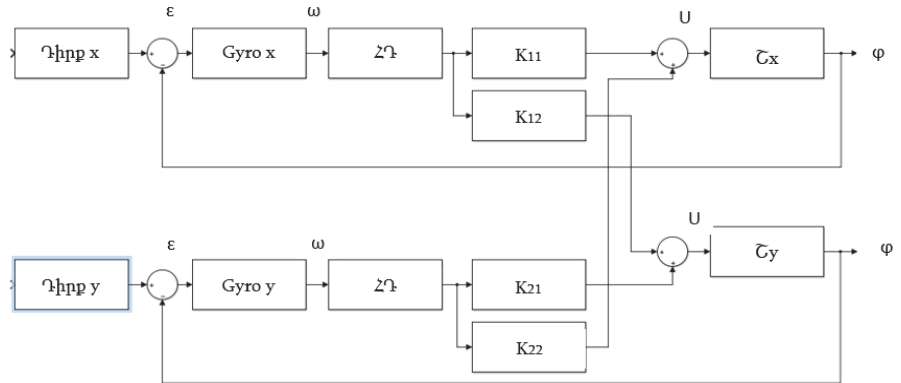 ε
ω
U
Դիրք x
Gyro x
ՀԴ
K11
Շx
φ
K12
ε
ω
U
Դիրք y
Gyro y
ՀԴ
K21
Շy
φ
K22